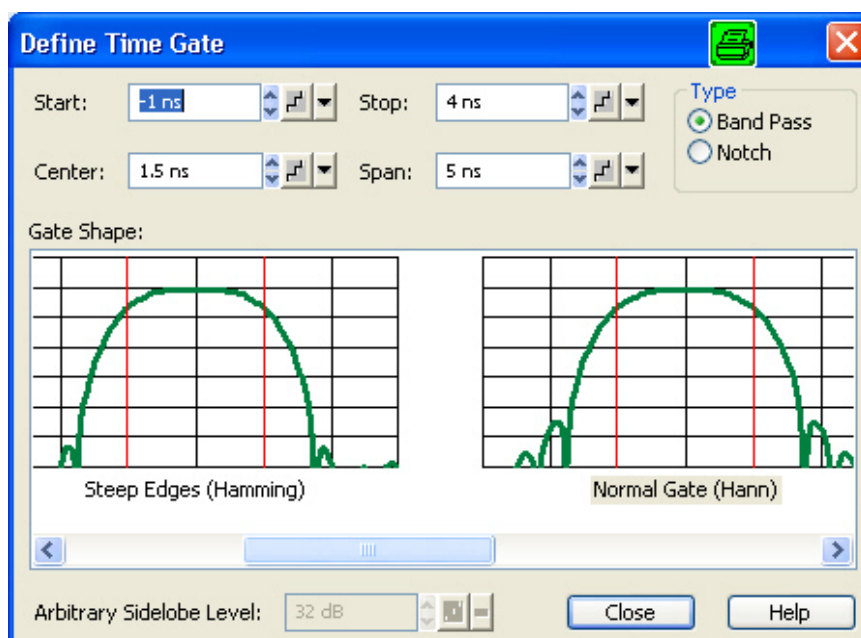 Define Time Gate
Start: -1 ns Stop: 4 ns
Type
Band Pass
Notch
Center: 1.5 ns Span: 5 ns
Gate Shape:
Steep Edges (Hamming) Normal Gate (Hann)
Arbitrary Sidelobe Level: 32 dB Close Help